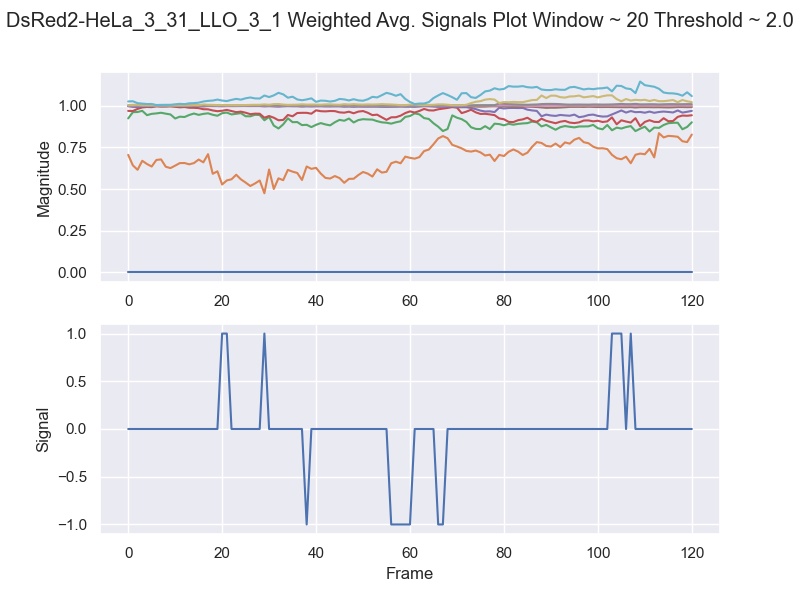 DsRed2-HeLa_3_31_LLO_3_1 Weighted Avg. Signals Plot Window ~ 20 Threshold ~ 2.0
1.00
0.75
0.50
0.25
0.00
Magnitude
0 20 40 60 80 100 120
1.0
0.5
0.0
−0.5
−1.0
Signal
0 20 40 60 80 100 120
Frame